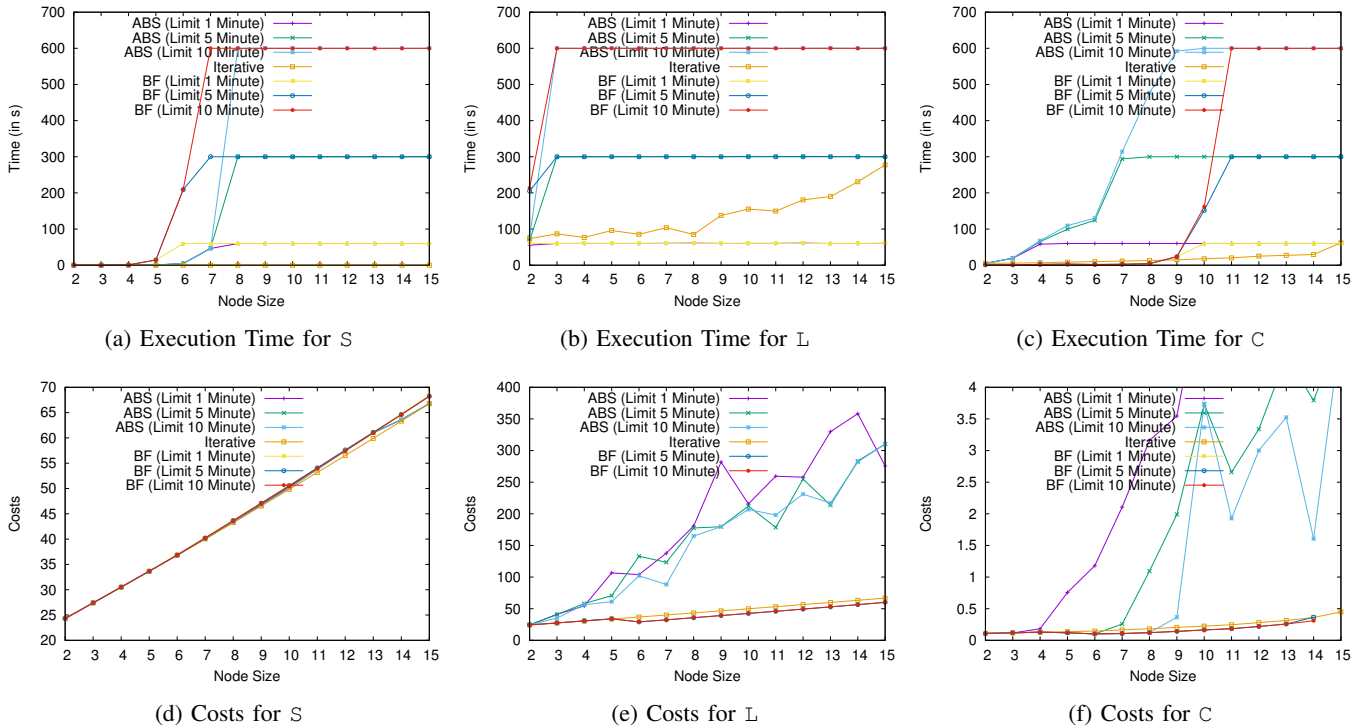 700
600
500
400
300
200
100
0
2 3 4 5 6 7 8 9 10 11 12 13 14 15
Time (in s)
Node Size
ABS (Limit 1 Minute)
ABS (Limit 5 Minute)
ABS (Limit 10 Minute)
Iterative
BF (Limit 1 Minute)
BF (Limit 5 Minute)
BF (Limit 10 Minute)
(a) Execution Time for S
700
600
500
400
300
200
100
0
2 3 4 5 6 7 8 9 10 11 12 13 14 15
Time (in s)
Node Size
ABS (Limit 1 Minute)
ABS (Limit 5 Minute)
ABS (Limit 10 Minute)
Iterative
BF (Limit 1 Minute)
BF (Limit 5 Minute)
BF (Limit 10 Minute)
(b) Execution Time for L
700
600
500
400
300
200
100
0
2 3 4 5 6 7 8 9 10 11 12 13 14 15
Time (in s)
Node Size
ABS (Limit 1 Minute)
ABS (Limit 5 Minute)
ABS (Limit 10 Minute)
Iterative
BF (Limit 1 Minute)
BF (Limit 5 Minute)
BF (Limit 10 Minute)
(c) Execution Time for C
70
65
60
55
50
45
40
35
30
25
20
2 3 4 5 6 7 8 9 10 11 12 13 14 15
Costs
Node Size
ABS (Limit 1 Minute)
ABS (Limit 5 Minute)
ABS (Limit 10 Minute)
Iterative
BF (Limit 1 Minute)
BF (Limit 5 Minute)
BF (Limit 10 Minute)
(d) Costs for S
400
350
300
250
200
150
100
50
0
2 3 4 5 6 7 8 9 10 11 12 13 14 15
Costs
Node Size
ABS (Limit 1 Minute)
ABS (Limit 5 Minute)
ABS (Limit 10 Minute)
Iterative
BF (Limit 1 Minute)
BF (Limit 5 Minute)
BF (Limit 10 Minute)
(e) Costs for L
4
3.5
3
2.5
2
1.5
1
0.5
0
2 3 4 5 6 7 8 9 10 11 12 13 14 15
Costs
Node Size
ABS (Limit 1 Minute)
ABS (Limit 5 Minute)
ABS (Limit 10 Minute)
Iterative
BF (Limit 1 Minute)
BF (Limit 5 Minute)
BF (Limit 10 Minute)
(f) Costs for C